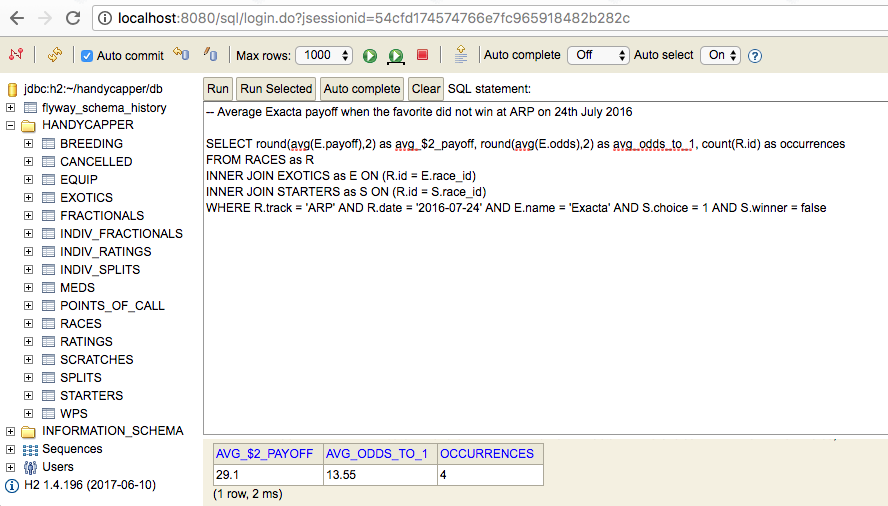 localhost:8080/sql/login.do?jsessionid=54cfd174574766e7fc965918482b282c
Auto commit Max rows: 1000 Auto complete Off Auto select On ?
jdbc:h2:~/handycapper/db
flyway_schema_history
HANDYCAPPER
BREEDING
CANCELLED
EQUIP
EXOTICS
FRACTIONALS
INDIV_FRACTIONALS
INDIV_RATINGS
INDIV_SPLITS
MEDS
POINTS_OF_CALL
RACES
RATINGS
SCRATCHES
SPLITS
STARTERS
WPS
INFORMATION_SCHEMA
Sequences
Users
H2 1.4.196 (2017-06-10)
Run Run Selected Auto complete Clear SQL statement:
-- Average Exacta payoff when the favorite did not win at ARP on 24th July 2016
SELECT round(avg(E.payoff),2) as avg_$2_payoff, round(avg(E.odds),2) as avg_odds_to_1, count(R.id) as occurrences
FROM RACES as R
INNER JOIN EXOTICS as E ON (R.id = E.race_id)
INNER JOIN STARTERS as S ON (R.id = S.race_id)
WHERE R.track = 'ARP' AND R.date = '2016-07-24' AND E.name = 'Exacta' AND S.choice = 1 AND S.winner = false
AVG_$2_PAYOFF AVG_ODDS_TO_1 OCCURRENCES
29.1 13.55 4
(1 row, 2 ms)